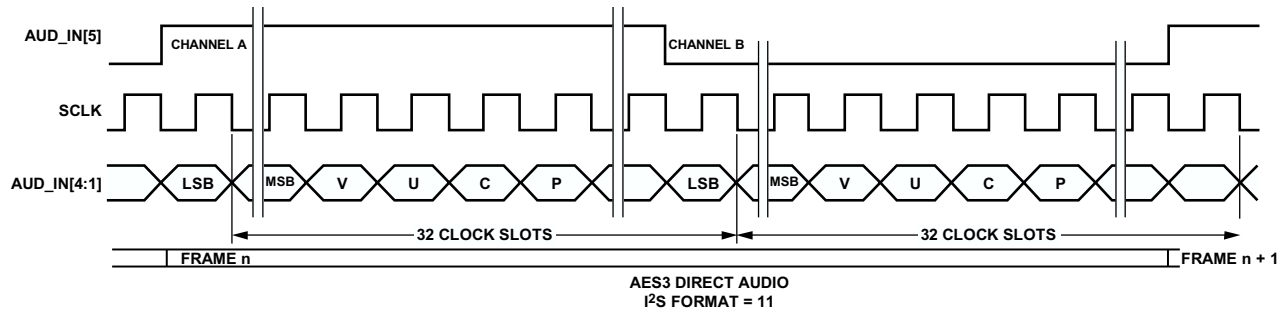 AUD_IN[5]
CHANNEL A
CHANNEL B
SCLK
AUD_IN[4:1]
LSB
MSB
V
U
C
P
LSB
MSB
V
U
C
P
32 CLOCK SLOTS
32 CLOCK SLOTS
FRAME n
FRAME n + 1
AES3 DIRECT AUDIO
I²S FORMAT = 11